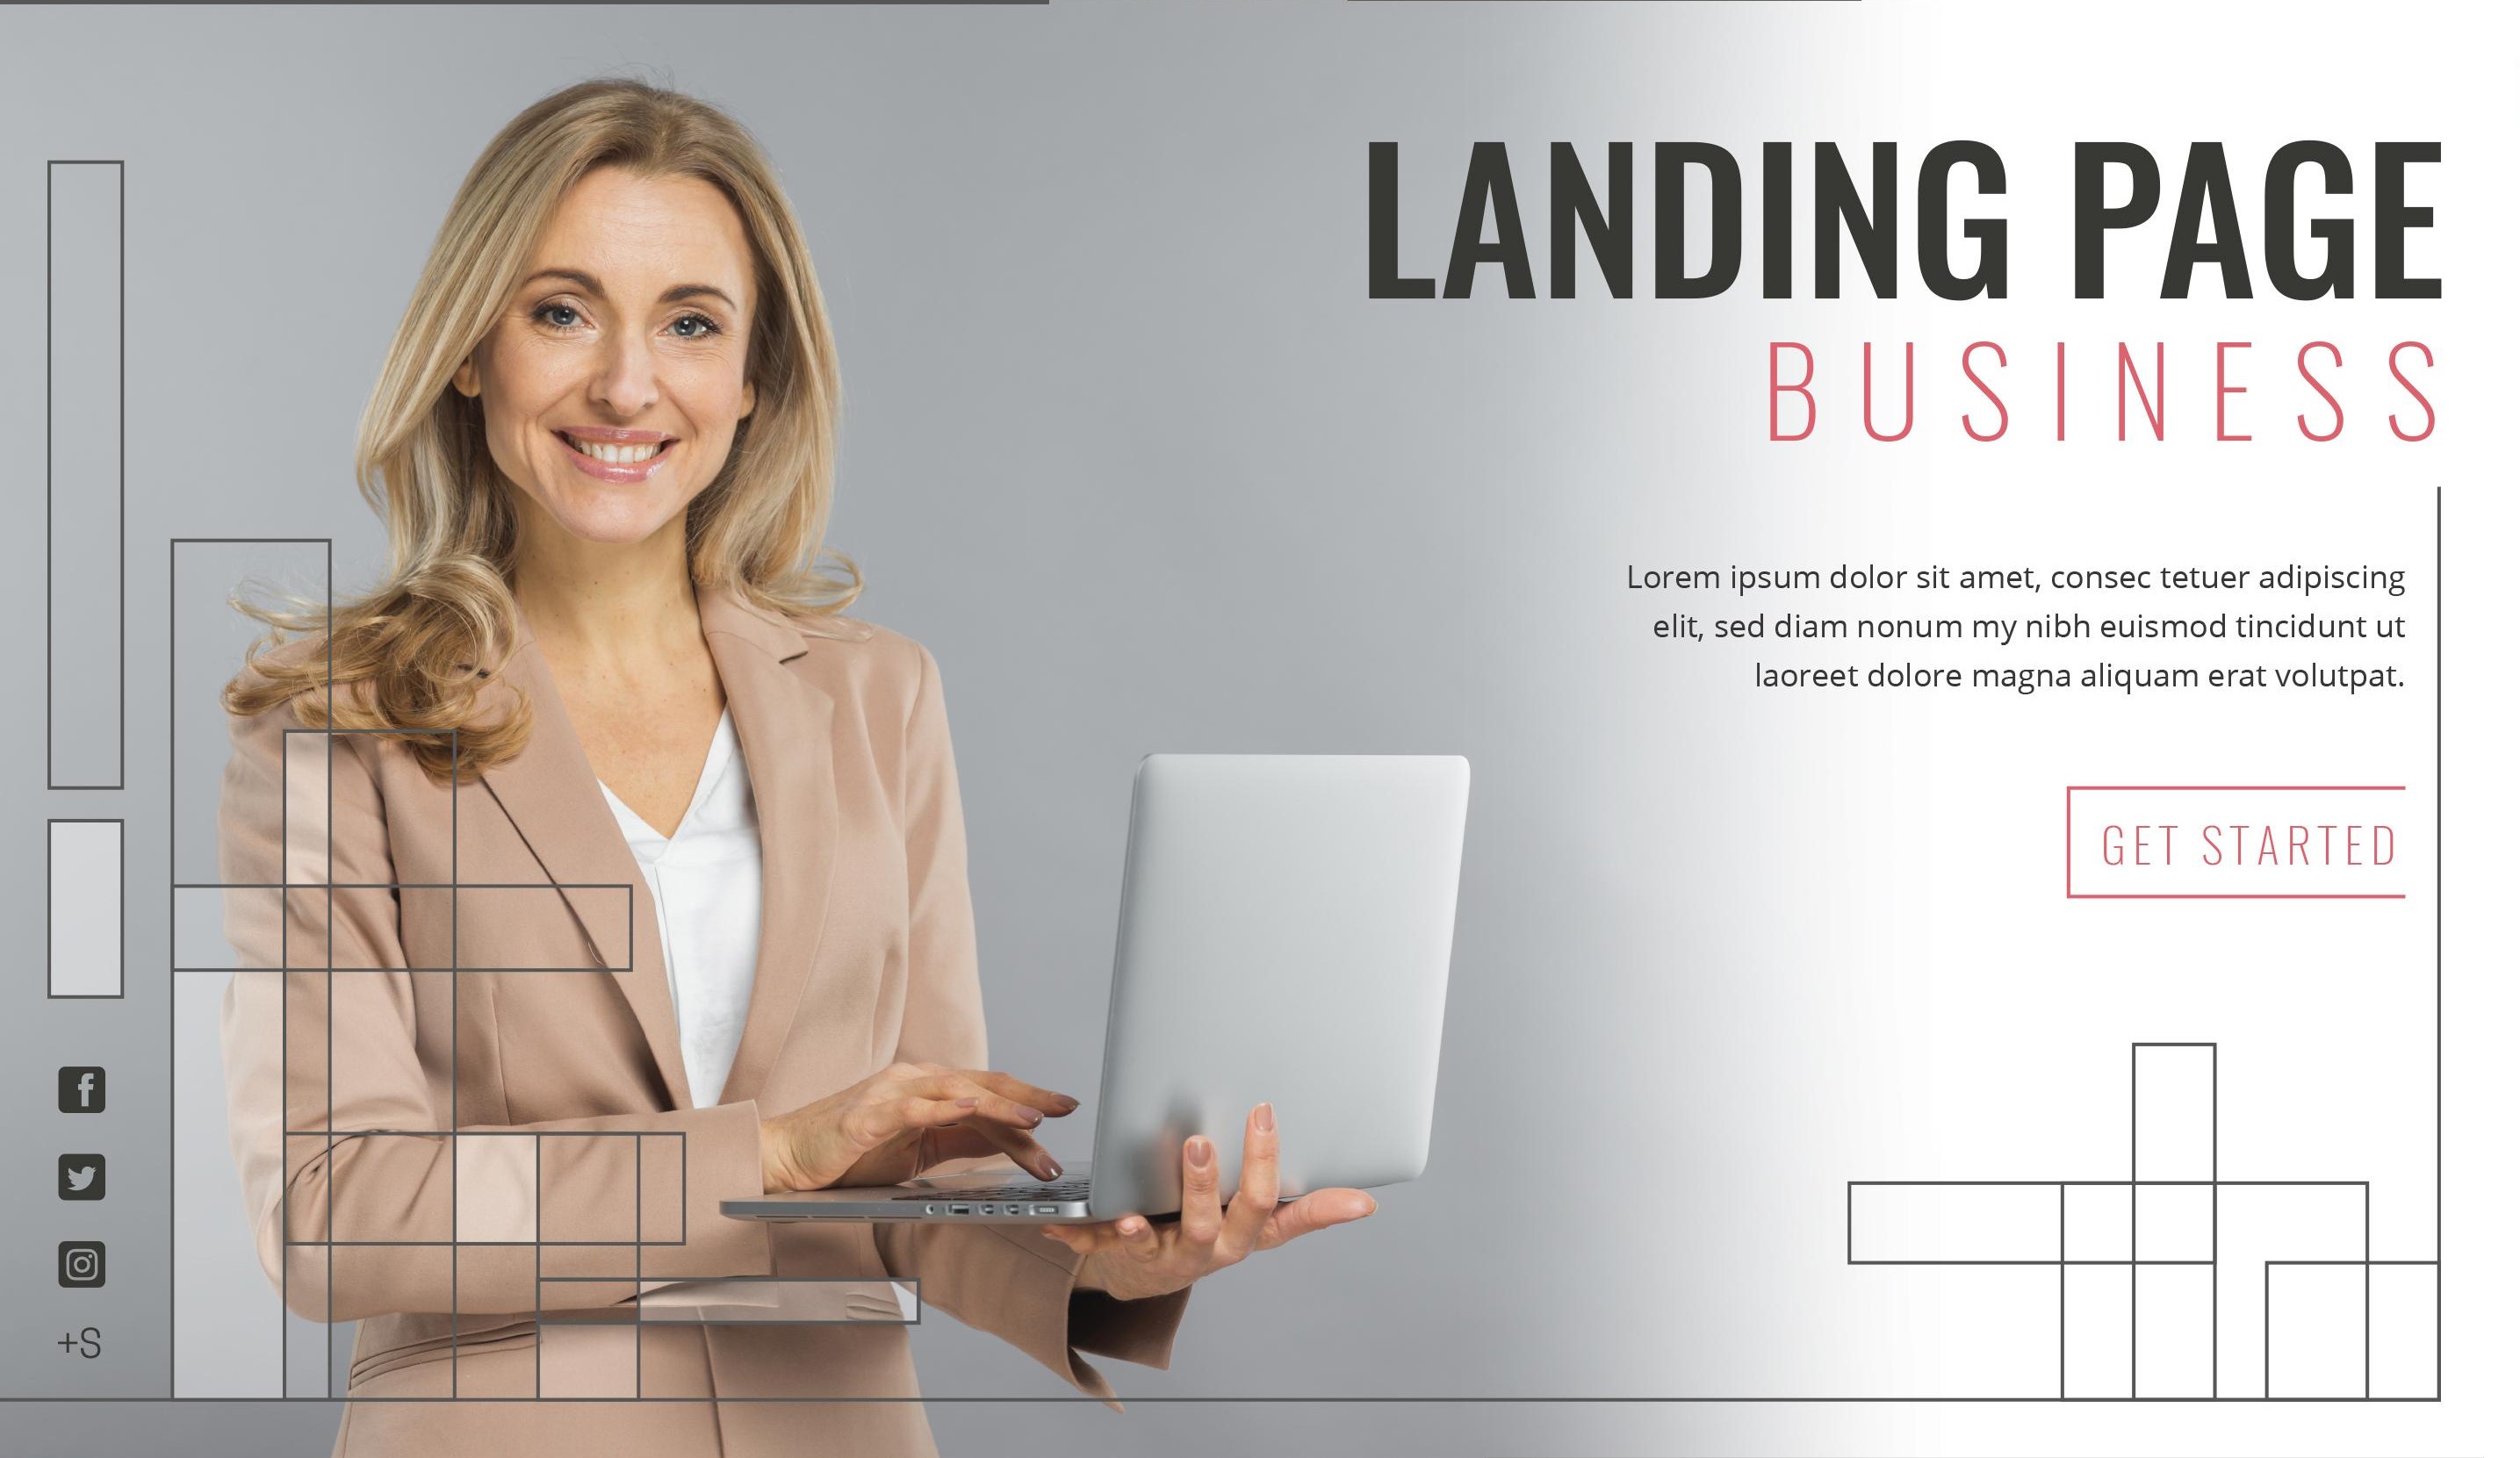 LANDING PAGE
BUSINESS
Lorem ipsum dolor sit amet, consec tetuer adipiscing
elit, sed diam nonum my nibh euismod tincidunt ut
laoreet dolore magna aliquam erat volutpat.
GET STARTED
+S